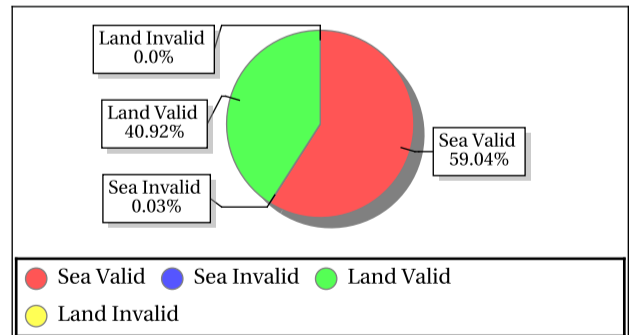 Land Invalid
0.0%
Land Valid
40.92%
Sea Valid
59.04%
Sea Invalid
0.03%
Sea Valid Sea Invalid Land Valid
Land Invalid